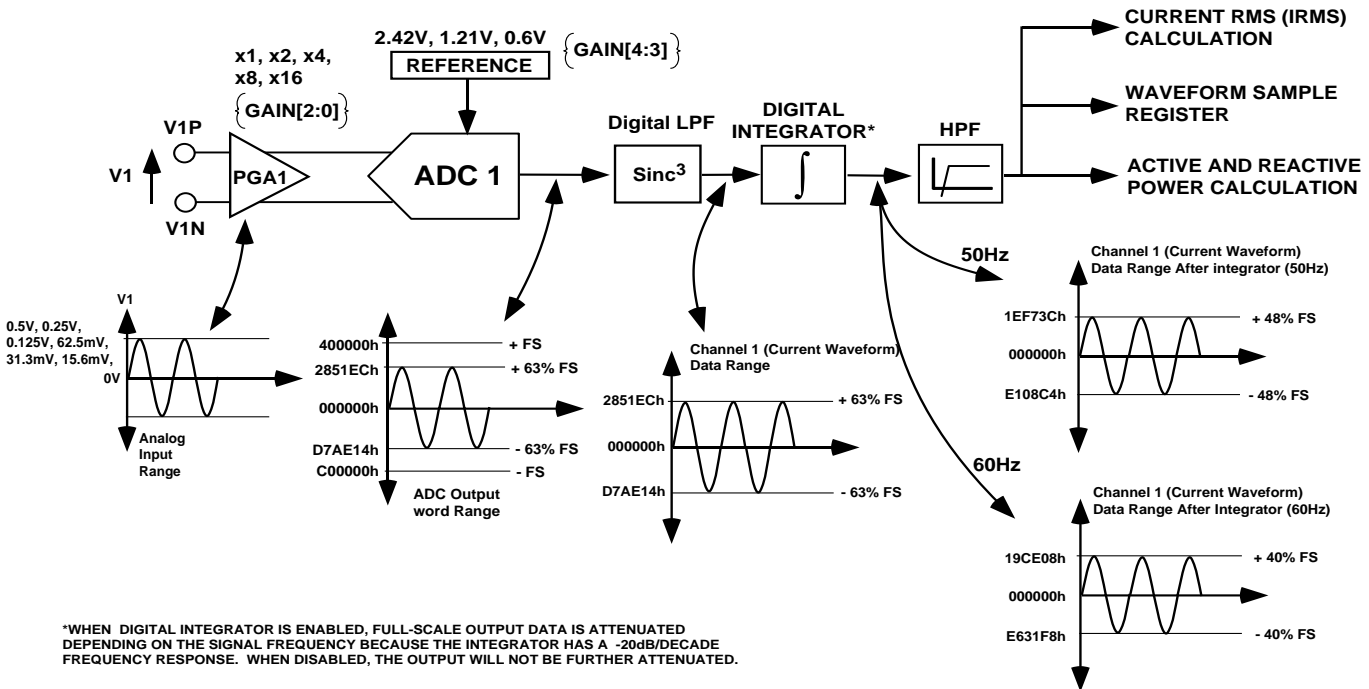 x1, x2, x4,
x8, x16
{GAIN[2:0]}
2.42V, 1.21V, 0.6V
{GAIN[4:3]}
REFERENCE
V1P
V1
V1N
PGA1
ADC 1
Digital LPF
Sinc3
DIGITAL
INTEGRATOR*
∫
HPF
CURRENT RMS (IRMS)
CALCULATION
WAVEFORM SAMPLE
REGISTER
ACTIVE AND REACTIVE
POWER CALCULATION
V1
0.5V, 0.25V,
0.125V, 62.5mV,
31.3mV, 15.6mV,
0V
Analog
Input
Range
400000h
+ FS
2851ECh
+ 63% FS
000000h
D7AE14h
- 63% FS
C00000h
- FS
ADC Output
word Range
Channel 1 (Current Waveform)
Data Range
2851ECh
+ 63% FS
000000h
D7AE14h
- 63% FS
50Hz
Channel 1 (Current Waveform)
Data Range After integrator (50Hz)
1EF73Ch
+ 48% FS
000000h
E108C4h
- 48% FS
60Hz
Channel 1 (Current Waveform)
Data Range After Integrator (60Hz)
19CE08h
+ 40% FS
000000h
E631F8h
- 40% FS
*WHEN DIGITAL INTEGRATOR IS ENABLED, FULL-SCALE OUTPUT DATA IS ATTENUATED
DEPENDING ON THE SIGNAL FREQUENCY BECAUSE THE INTEGRATOR HAS A -20dB/DECADE
FREQUENCY RESPONSE. WHEN DISABLED, THE OUTPUT WILL NOT BE FURTHER ATTENUATED.